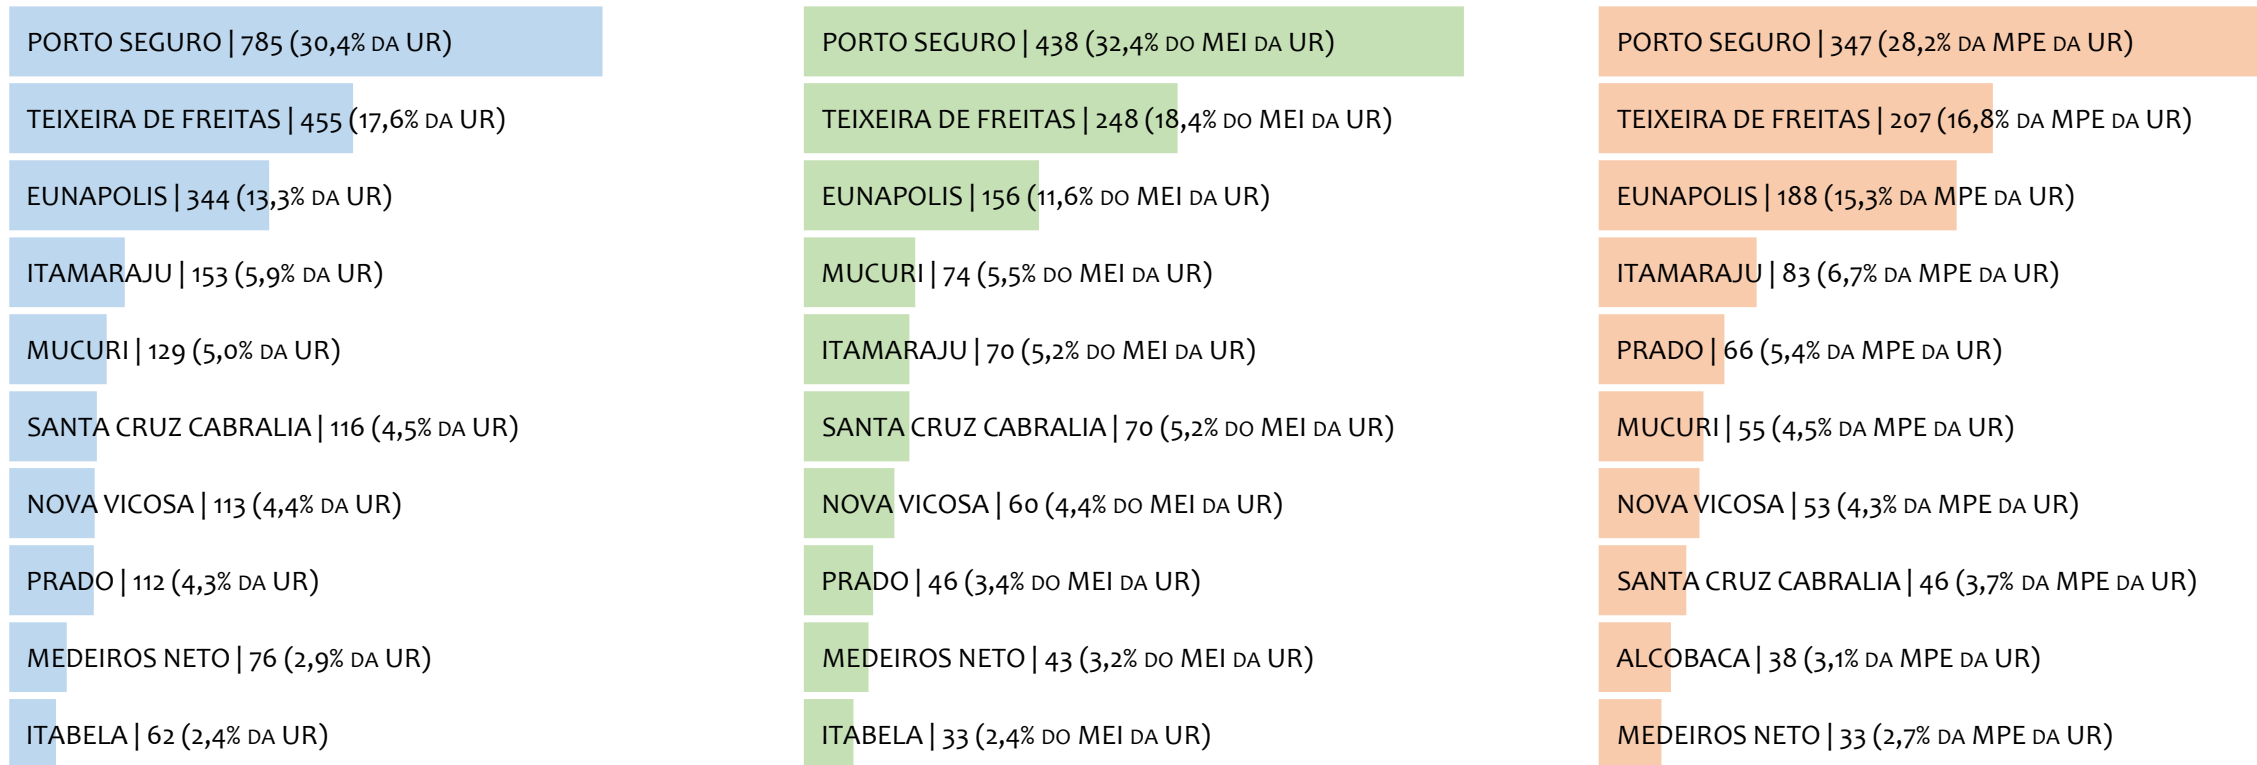 PORTO SEGURO | 785 (30,4% DA UR)
TEIXEIRA DE FREITAS | 455 (17,6% DA UR)
EUNAPOLIS | 344 (13,3% DA UR)
ITAMARAJU | 153 (5,9% DA UR)
MUCURI | 129 (5,0% DA UR)
SANTA CRUZ CABRALIA | 116 (4,5% DA UR)
NOVA VICOSA | 113 (4,4% DA UR)
PRADO | 112 (4,3% DA UR)
MEDEIROS NETO | 76 (2,9% DA UR)
ITABELA | 62 (2,4% DA UR)
PORTO SEGURO | 438 (32,4% DO MEI DA UR)
TEIXEIRA DE FREITAS | 248 (18,4% DO MEI DA UR)
EUNAPOLIS | 156 (11,6% DO MEI DA UR)
MUCURI | 74 (5,5% DO MEI DA UR)
ITAMARAJU | 70 (5,2% DO MEI DA UR)
SANTA CRUZ CABRALIA | 70 (5,2% DO MEI DA UR)
NOVA VICOSA | 60 (4,4% DO MEI DA UR)
PRADO | 46 (3,4% DO MEI DA UR)
MEDEIROS NETO | 43 (3,2% DO MEI DA UR)
ITABELA | 33 (2,4% DO MEI DA UR)
PORTO SEGURO | 347 (28,2% DA MPE DA UR)
TEIXEIRA DE FREITAS | 207 (16,8% DA MPE DA UR)
EUNAPOLIS | 188 (15,3% DA MPE DA UR)
ITAMARAJU | 83 (6,7% DA MPE DA UR)
PRADO | 66 (5,4% DA MPE DA UR)
MUCURI | 55 (4,5% DA MPE DA UR)
NOVA VICOSA | 53 (4,3% DA MPE DA UR)
SANTA CRUZ CABRALIA | 46 (3,7% DA MPE DA UR)
ALCOBACA | 38 (3,1% DA MPE DA UR)
MEDEIROS NETO | 33 (2,7% DA MPE DA UR)